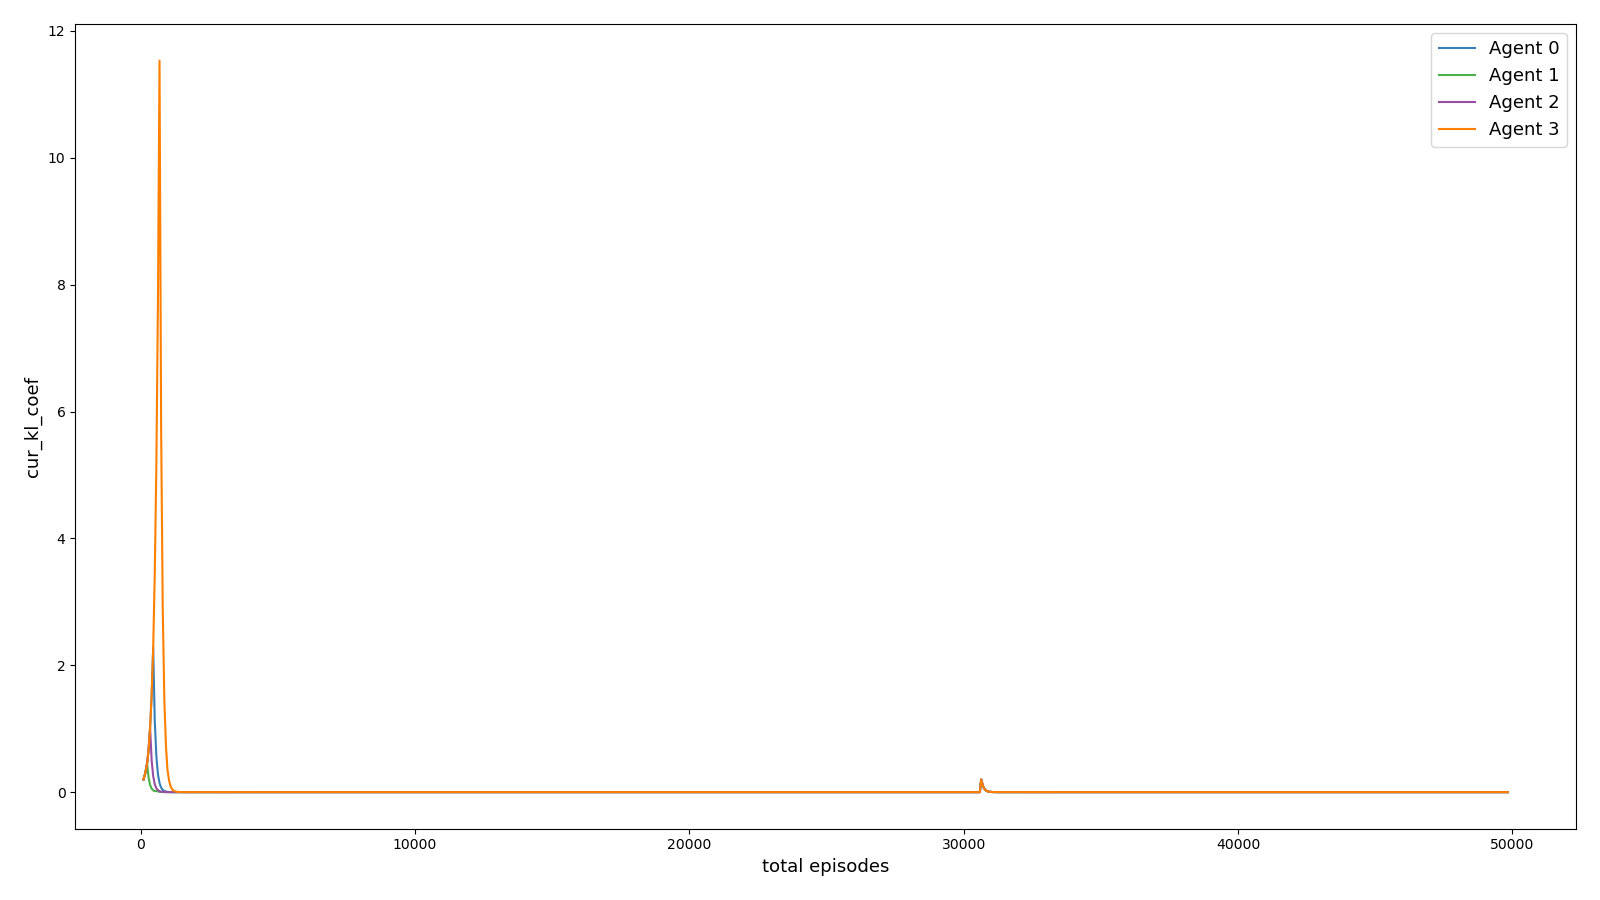 12
10
8
6
4
2
0
cur_kl_coef
0
10000
20000
30000
40000
50000
total episodes
Agent 0
Agent 1
Agent 2
Agent 3